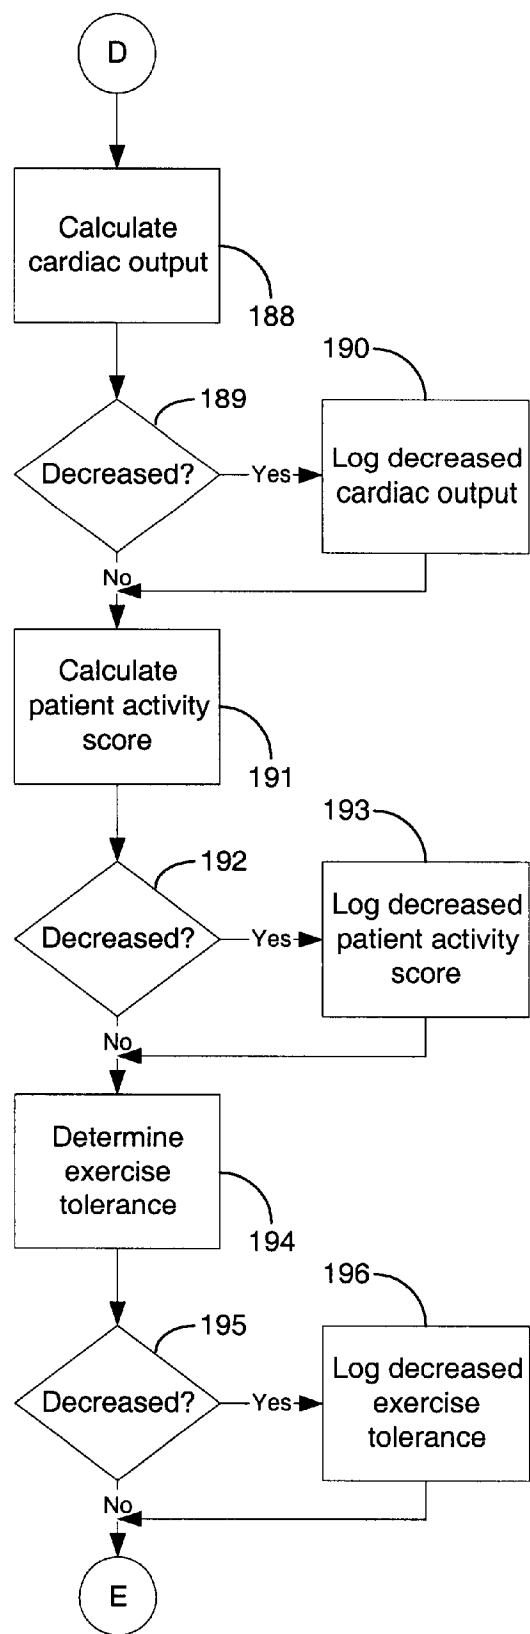 D
Calculate
cardiac output
188
190
189
Decreased?
Yes
Log decreased
cardiac output
No
Calculate
patient activity
score
191
193
192
Decreased?
Yes
Log decreased
patient activity
score
No
Determine
exercise
tolerance
194
196
195
Decreased?
Yes
Log decreased
exercise
tolerance
No
E